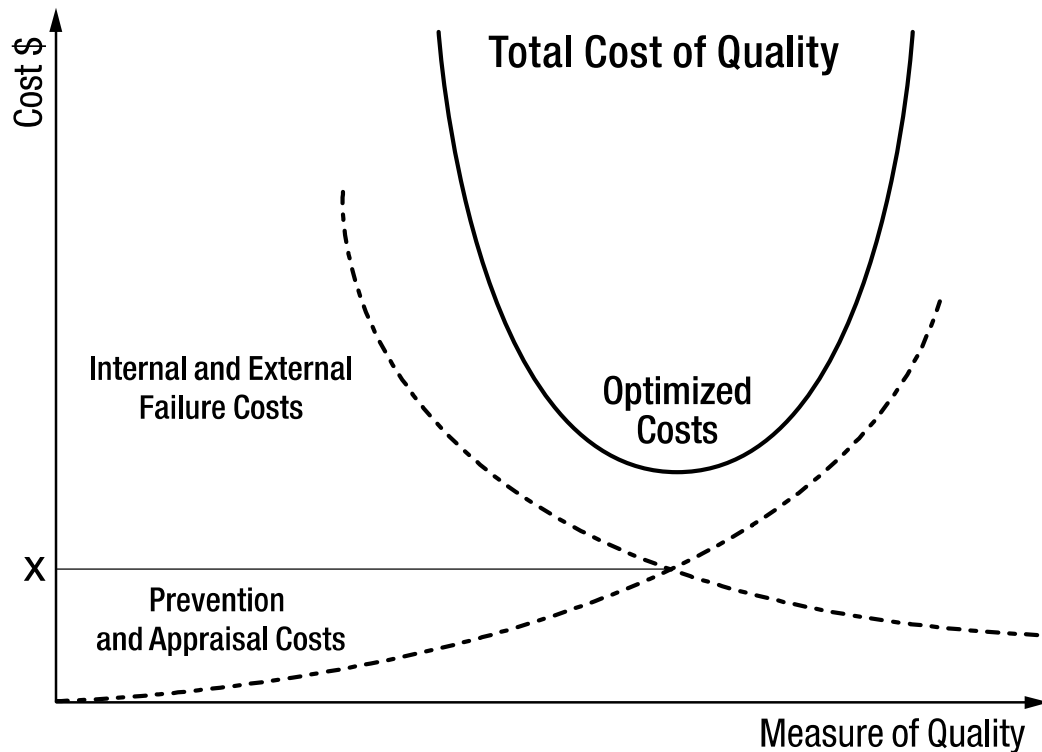 Cost $
Total Cost of Quality
Internal and External
Failure Costs
Optimized
Costs
X
Prevention
and Appraisal Costs
Measure of Quality